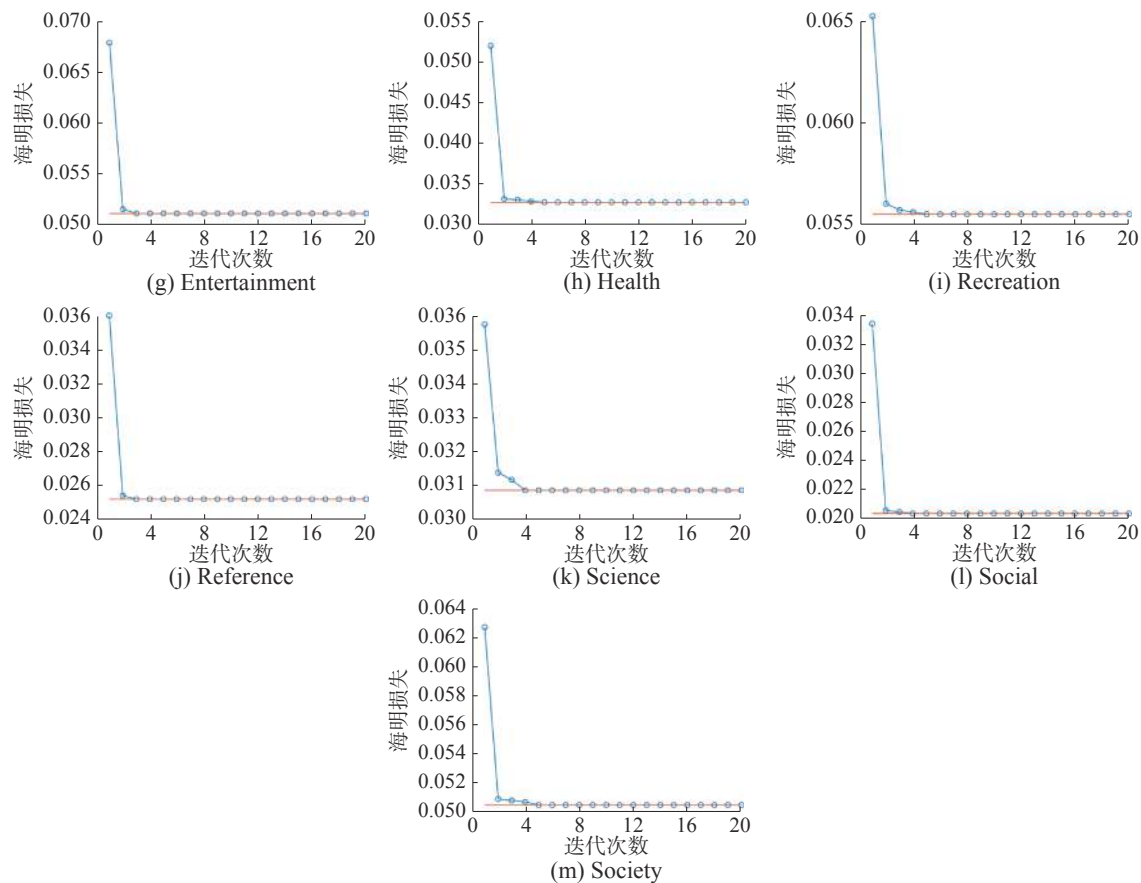 0.070
0.065
0.060
0.055
0.050
海明损失
0 4 8 12 16 20
迭代次数
(g) Entertainment
0.055
0.050
0.045
0.040
0.035
0.030
海明损失
0 4 8 12 16 20
迭代次数
(h) Health
0.065
0.060
0.055
海明损失
0 4 8 12 16 20
迭代次数
(i) Recreation
0.036
0.034
0.032
0.030
0.028
0.026
0.024
海明损失
0 4 8 12 16 20
迭代次数
(j) Reference
0.036
0.035
0.034
0.033
0.032
0.031
0.030
海明损失
0 4 8 12 16 20
迭代次数
(k) Science
0.034
0.032
0.030
0.028
0.026
0.024
0.022
0.020
海明损失
0 4 8 12 16 20
迭代次数
(l) Social
0.064
0.062
0.060
0.058
0.056
0.054
0.052
0.050
海明损失
0 4 8 12 16 20
迭代次数
(m) Society